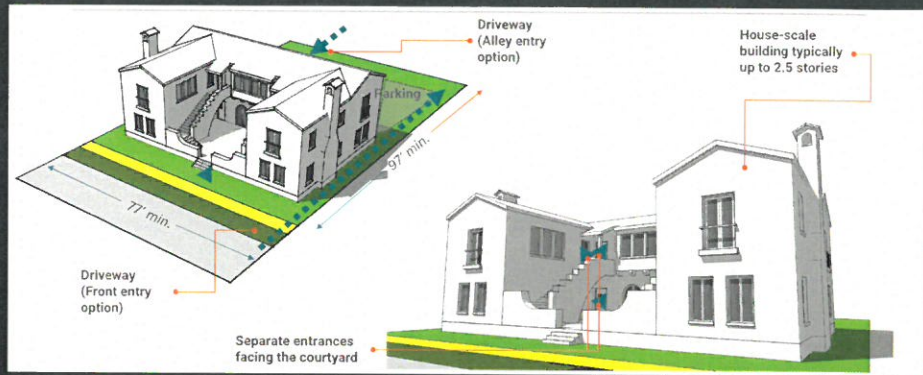 Driveway
(Alley entry
option)
House-scale
building typically
up to 2.5 stories
Parking
97' min.
77' min.
Driveway
(Front entry
option)
Separate entrances
facing the courtyard